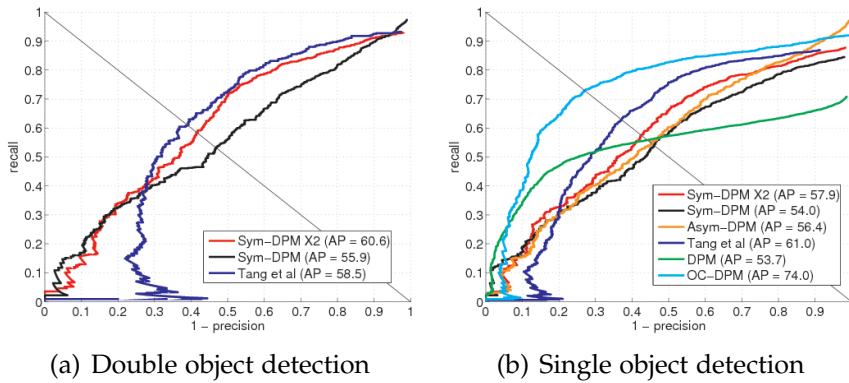 1
0.9
0.8
0.7
0.6
0.5
0.4
0.3
0.2
0.1
0
recall
0 0.1 0.2 0.3 0.4 0.5 0.6 0.7 0.8 0.9 1
1 − precision
Sym−DPM X2 (AP = 60.6)
Sym−DPM (AP = 55.9)
Tang et al (AP = 58.5)
(a) Double object detection
1
0.9
0.8
0.7
0.6
0.5
0.4
0.3
0.2
0.1
0
recall
0 0.1 0.2 0.3 0.4 0.5 0.6 0.7 0.8 0.9
1 − precision
Sym−DPM X2 (AP = 57.9)
Sym−DPM (AP = 54.0)
Asym−DPM (AP = 56.4)
Tang et al (AP = 61.0)
DPM (AP = 53.7)
OC−DPM (AP = 74.0)
(b) Single object detection